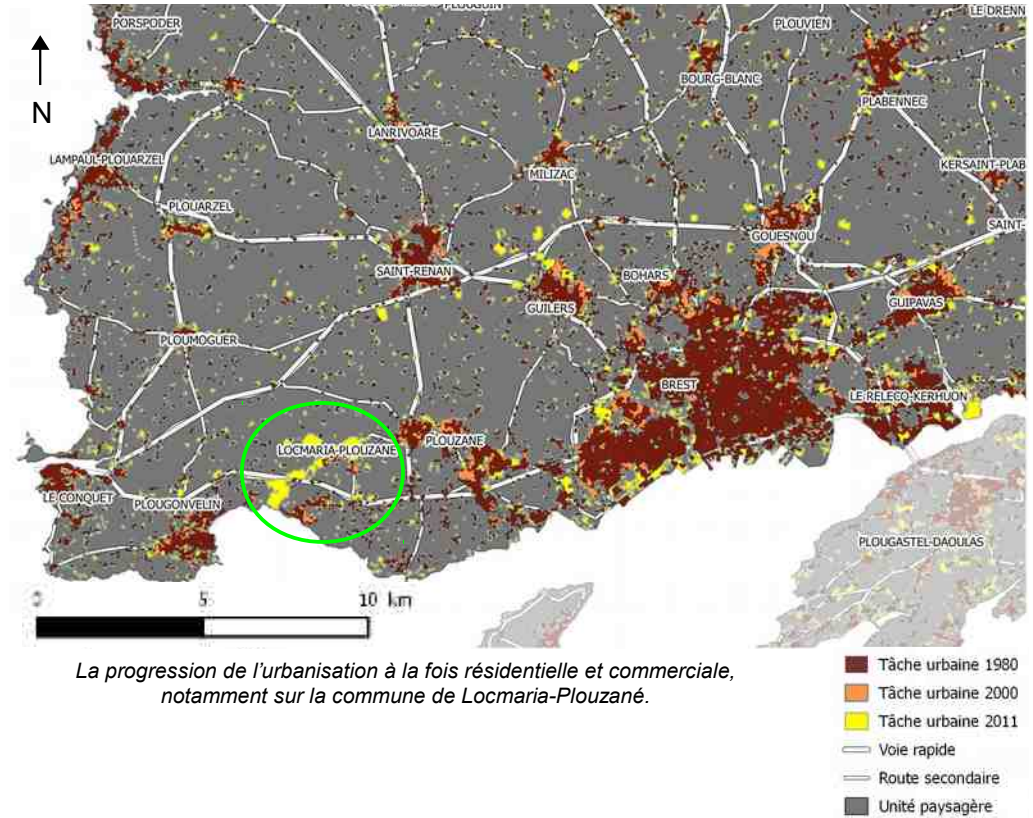 PORSPODER
PLOUGUIN
PLOUVIEN
LE DRENN
N
BOURG-BLANC
PLABENNEC
LANRIVOARE
LAMPAUL-PLOUARZEL
MILIZAC
KERSAINT-PLAB
PLOUARZEL
SAINT-
GOUESNOU
SAINT-RENAN
BOHARS
GUILERS
GUIPAVAS
PLOUMOGUER
BREST
LE RELECQ-KERHUON
LOCMARIA-PLOUZANE
PLOUZANE
LE CONQUET
PLOUGONVELIN
PLOUGASTEL-DAOULAS
0 5 10 km
La progression de l'urbanisation à la fois résidentielle et commerciale,
notamment sur la commune de Locmaria-Plouzané.
Tâche urbaine 1980
Tâche urbaine 2000
Tâche urbaine 2011
Voie rapide
Route secondaire
Unité paysagère